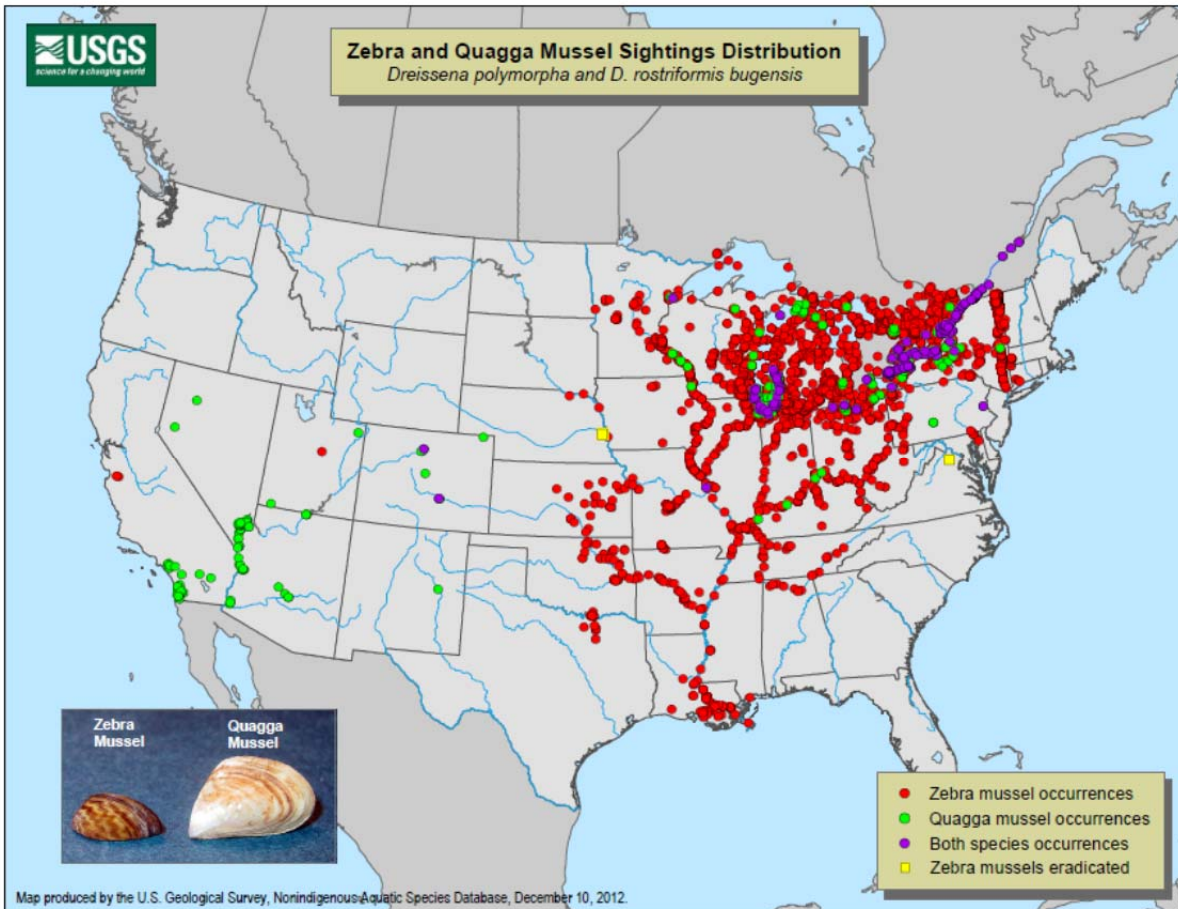 USGS
science for a changing world
Zebra and Quagga Mussel Sightings Distribution
Dreissena polymorpha and D. rostriformis bugensis
Zebra
Mussel
Quagga
Mussel
Zebra mussel occurrences
Quagga mussel occurrences
Both species occurrences
Zebra mussels eradicated
Map produced by the U.S. Geological Survey, Nonindigenous Aquatic Species Database, December 10, 2012.